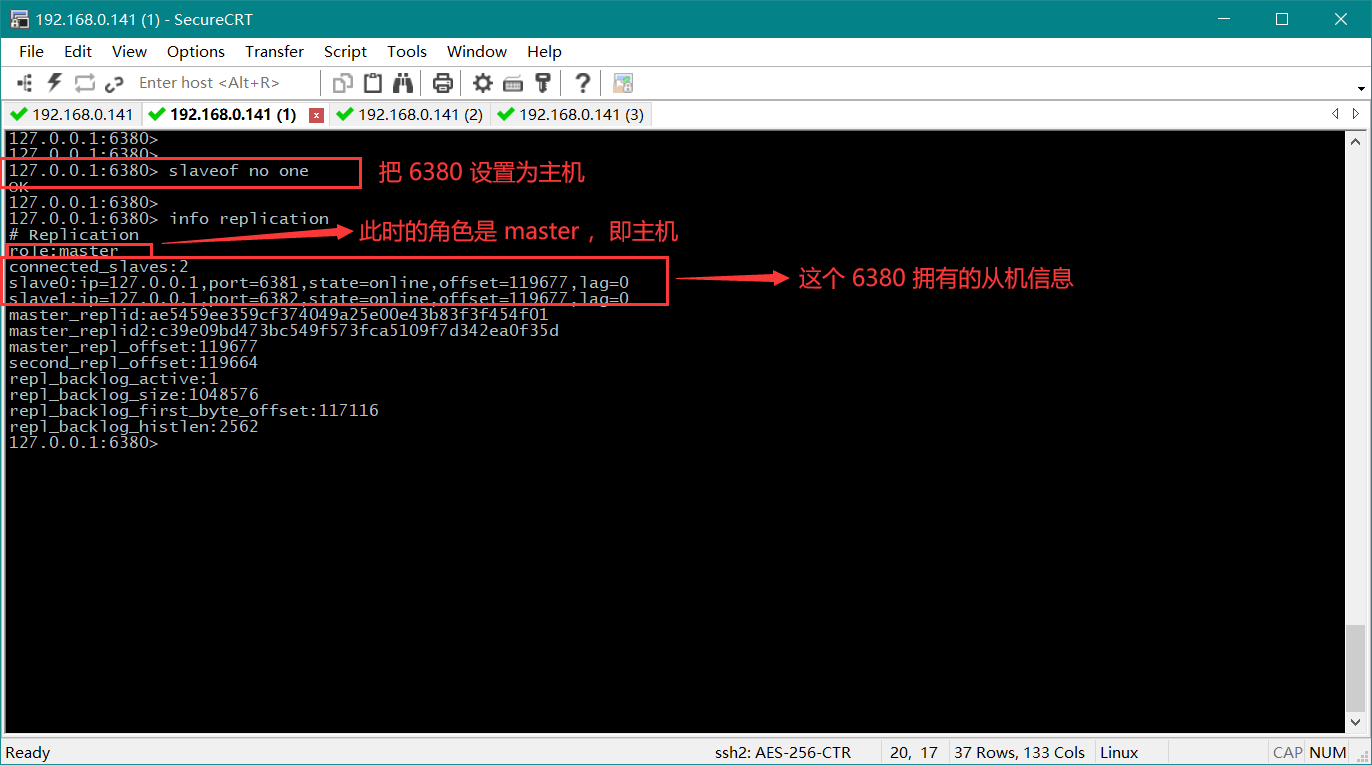 192.168.0.141 (1) - SecureCRT
File Edit View Options Transfer Script Tools Window Help
Enter host <Alt+R>
192.168.0.141 192.168.0.141 (1) 192.168.0.141 (2) 192.168.0.141 (3)
127.0.0.1:6380>
127.0.0.1:6380>
127.0.0.1:6380> slaveof no one 把 6380 设置为主机
OK
127.0.0.1:6380>
127.0.0.1:6380> info replication
# Replication 此时的角色是 master ，即主机
role:master
connected_slaves:2
slave0:ip=127.0.0.1,port=6381,state=online,offset=119677,lag=0 这个 6380 拥有的从机信息
slave1:ip=127.0.0.1,port=6382,state=online,offset=119677,lag=0
master_replid:ae5459ee359cf374049a25e00e43b83f3f454f01
master_replid2:c39e09bd473bc549f573fca5109f7d342ea0f35d
master_repl_offset:119677
second_repl_offset:119664
repl_backlog_active:1
repl_backlog_size:1048576
repl_backlog_first_byte_offset:117116
repl_backlog_histlen:2562
127.0.0.1:6380>
Ready ssh2: AES-256-CTR 20, 17 37 Rows, 133 Cols Linux CAP NUM